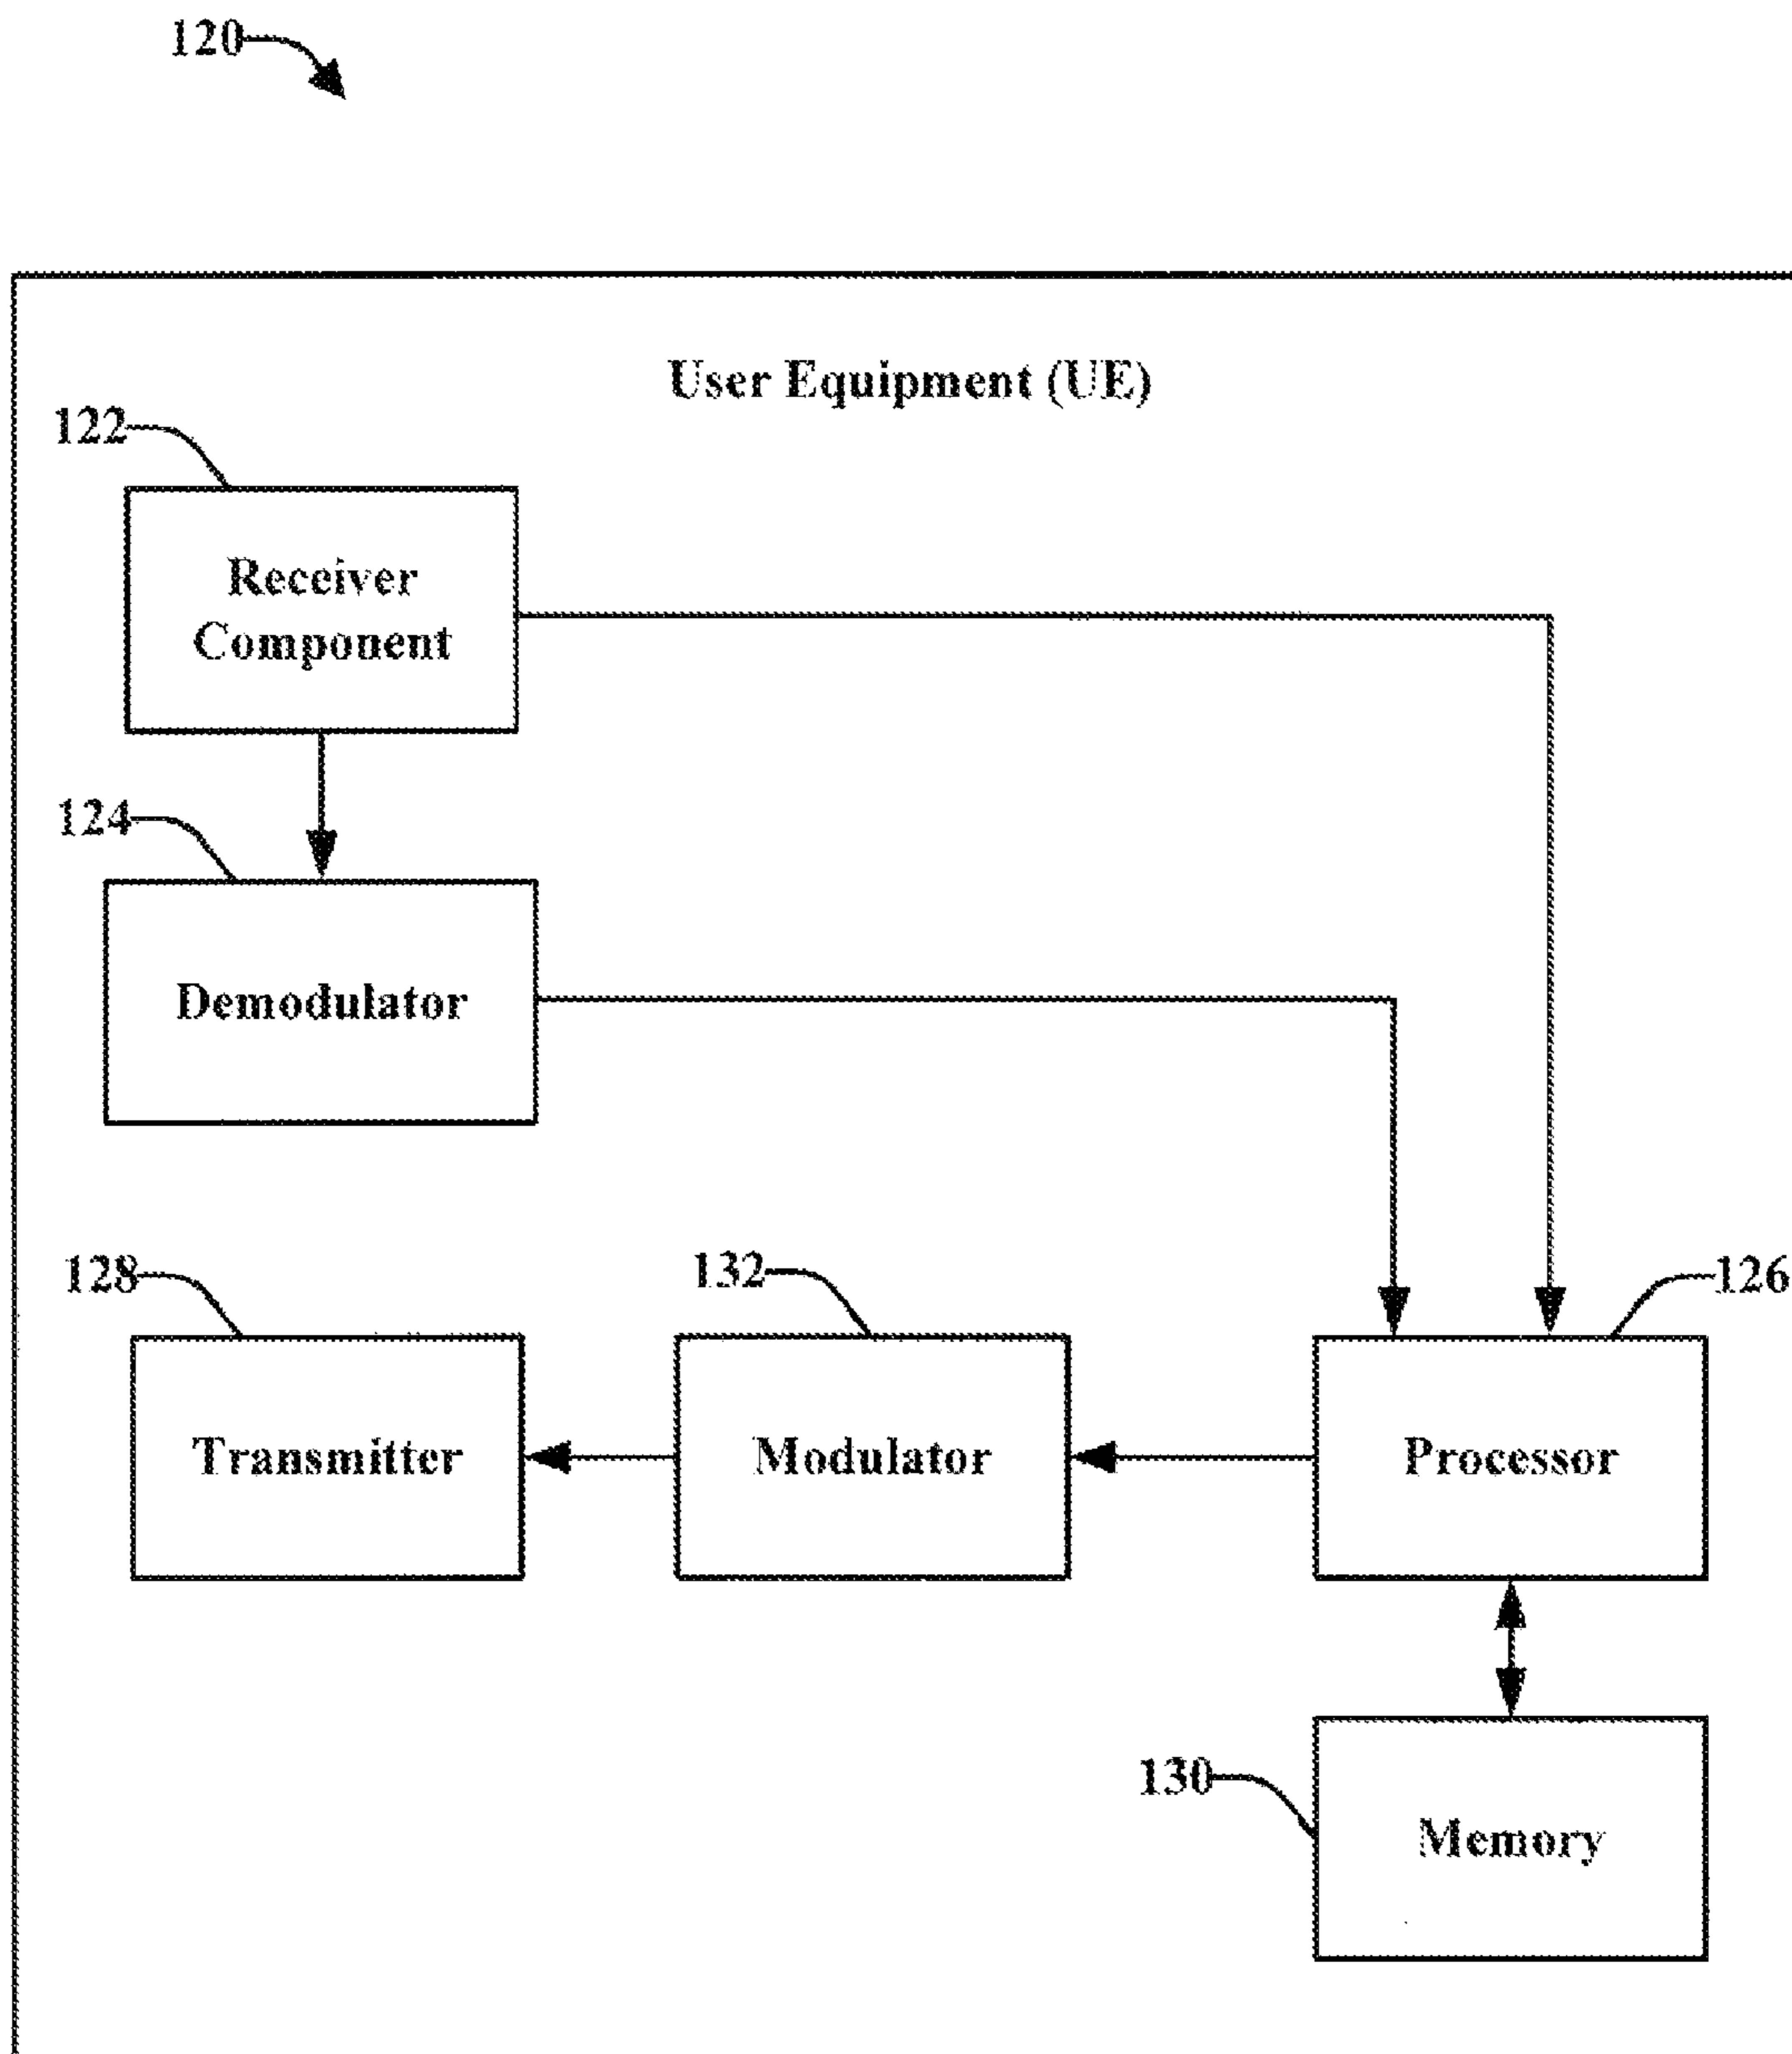 120
User Equipment (UE)
122
Receiver
Component
124
Demodulator
128
132
126
Transmitter
Modulator
Processor
130
Memory